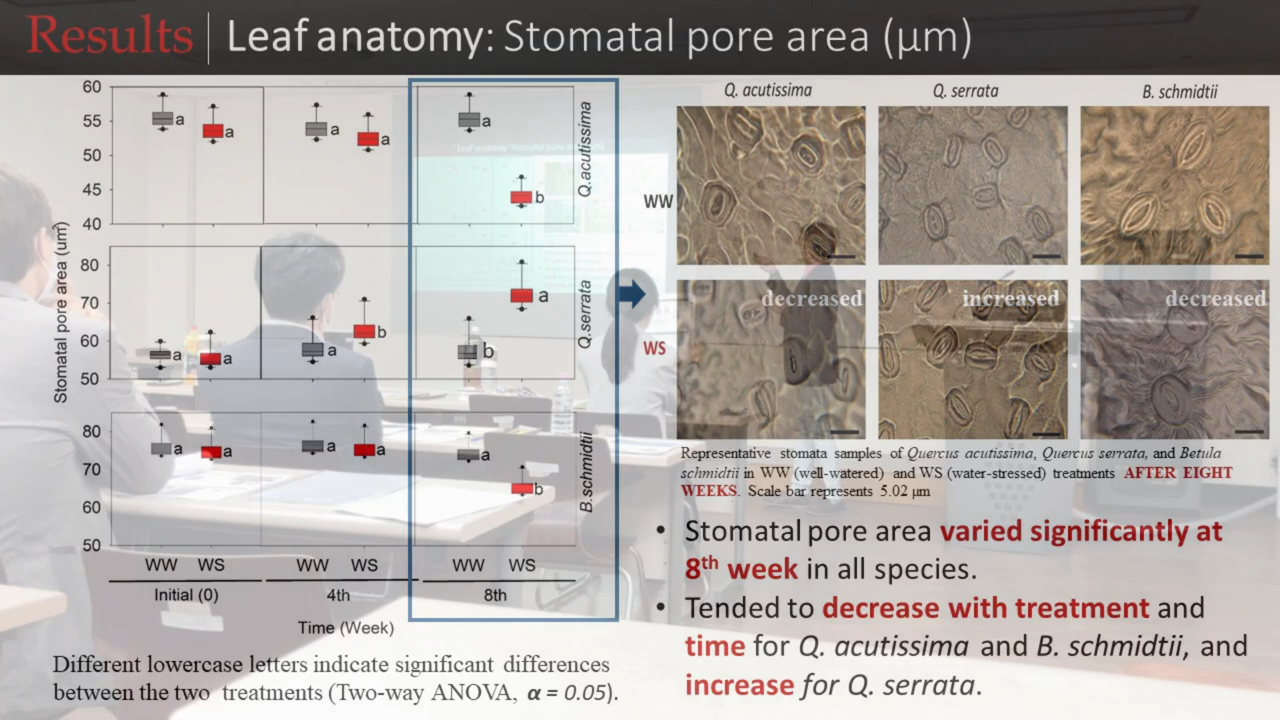 Results | Leaf anatomy: Stomatal pore area (μm)
60
55
50
45
40
a
a
a
a
a
b
Q.acutissima
Stomatal pore area (um)
80
70
60
50
a
a
a
b
b
a
Q.serrata
80
70
60
50
a
a
a
a
a
b
B.schmidtii
WW WS WW WS WW WS
Initial (0) 4th 8th
Time (Week)
Different lowercase letters indicate significant differences
between the two treatments (Two-way ANOVA, α = 0.05).
Q. acutissima Q. serrata B. schmidtii
WW
WS
decreased increased decreased
Representative stomata samples of Quercus acutissima, Quercus serrata, and Betula
schmidtii in WW (well-watered) and WS (water-stressed) treatments AFTER EIGHT
WEEKS. Scale bar represents 5.02 μm
• Stomatal pore area varied significantly at
8th week in all species.
• Tended to decrease with treatment and
time for Q. acutissima and B. schmidtii, and
increase for Q. serrata.